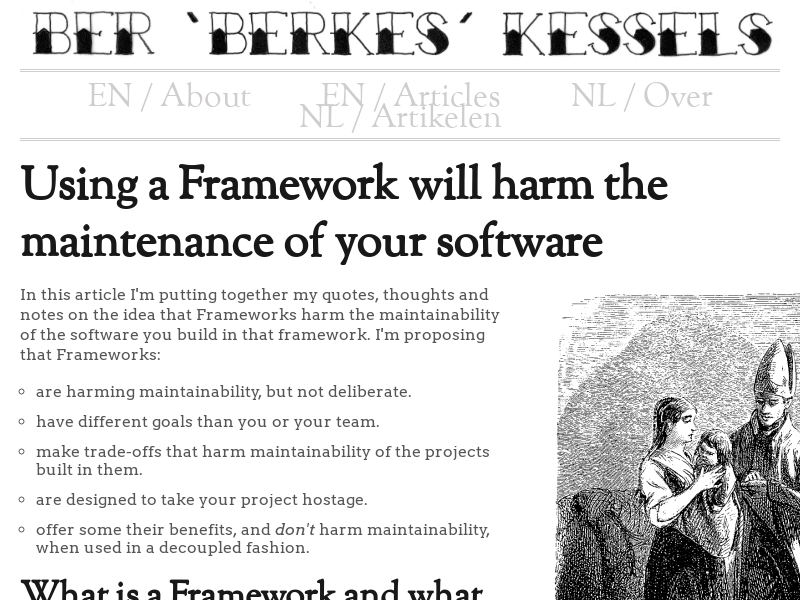 BER 'BERKES' KESSELS
EN / About
EN / Articles
NL / Over
NL / Artikelen
Using a Framework will harm the
maintenance of your software
In this article I'm putting together my quotes, thoughts and
notes on the idea that Frameworks harm the maintainability
of the software you build in that framework. I'm proposing
that Frameworks:
are harming maintainability, but not deliberate.
have different goals than you or your team.
make trade-offs that harm maintainability of the projects
built in them.
are designed to take your project hostage.
offer some their benefits, and don't harm maintainability,
when used in a decoupled fashion.
What is a Framework and what